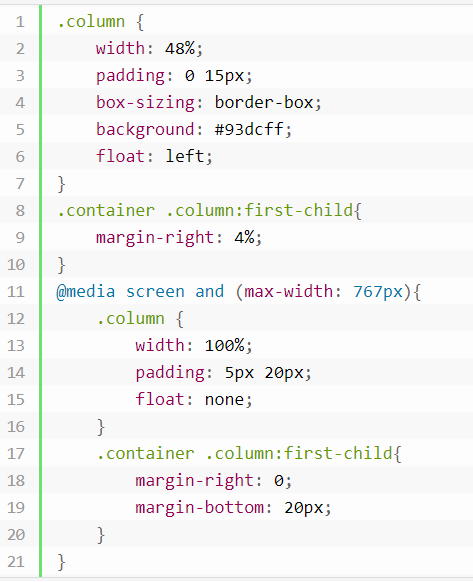 1 .column {
2     width: 48%;
3     padding: 0 15px;
4     box-sizing: border-box;
5     background: #93dcff;
6     float: left;
7 }
8 .container .column:first-child{
9     margin-right: 4%;
10 }
11 @media screen and (max-width: 767px){
12     .column {
13         width: 100%;
14         padding: 5px 20px;
15         float: none;
16     }
17     .container .column:first-child{
18         margin-right: 0;
19         margin-bottom: 20px;
20     }
21 }